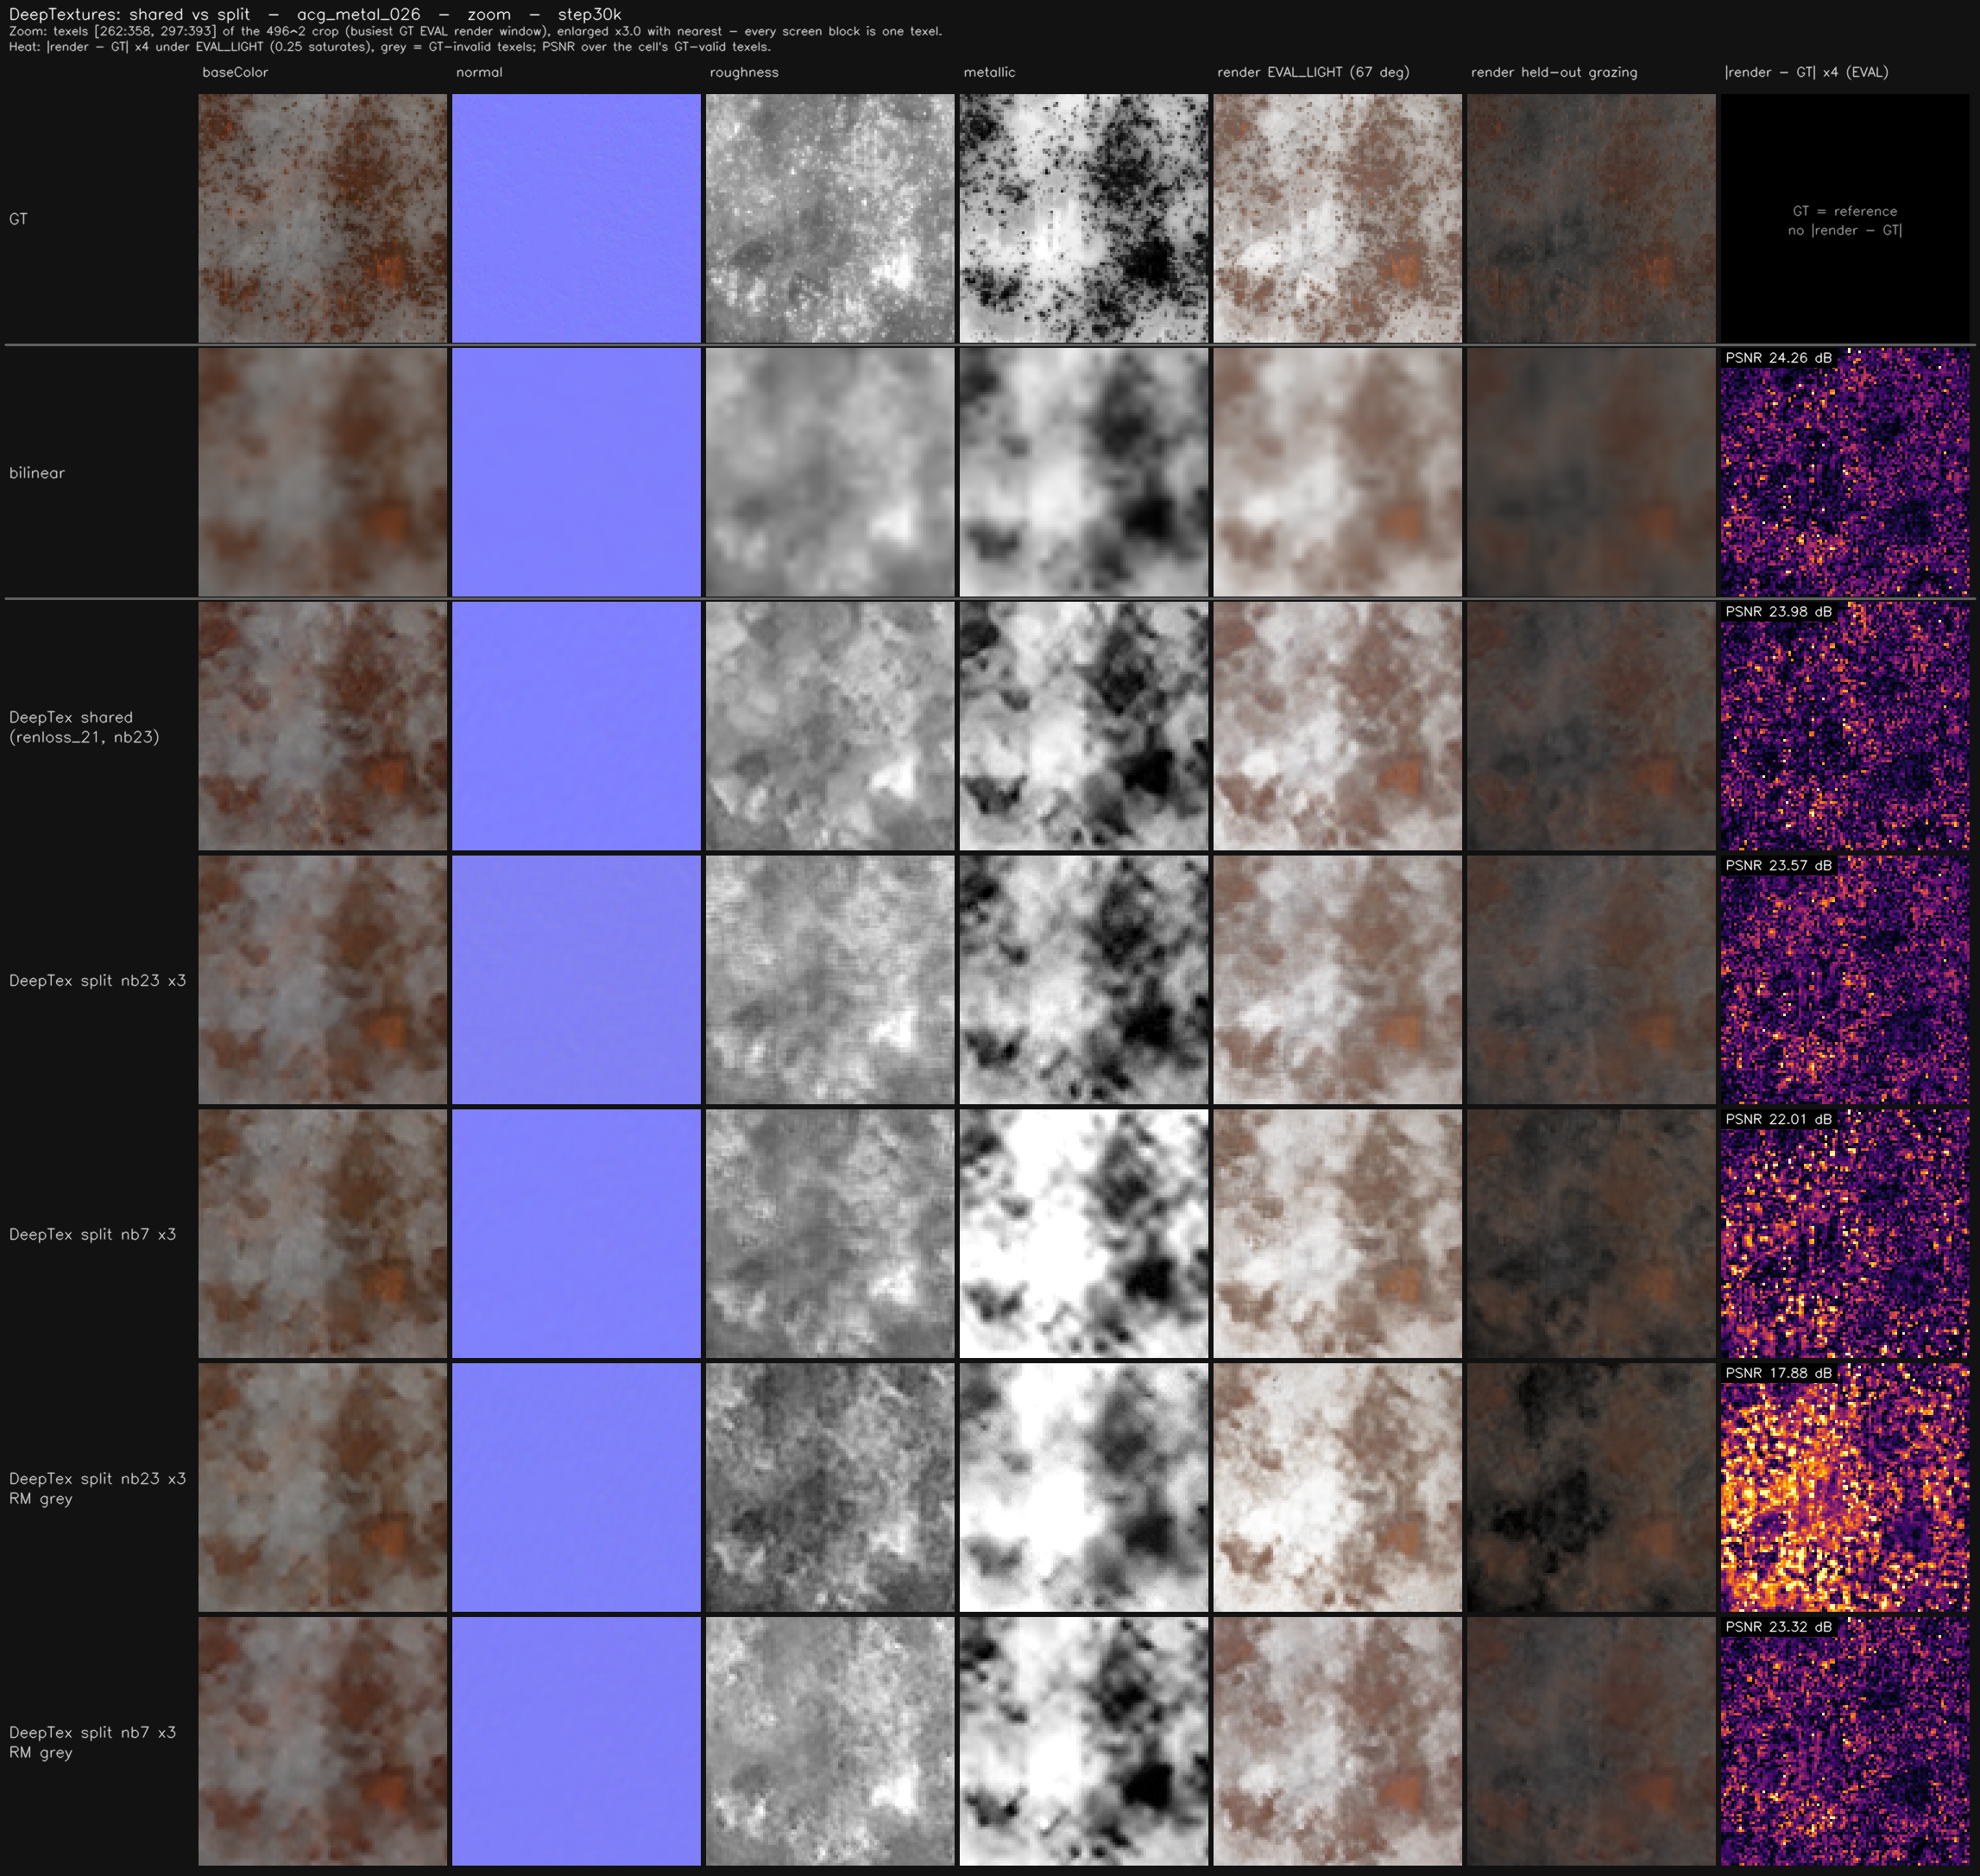 DeepTextures: shared vs split — acg_metal_026 — zoom — step30k
Zoom: texels [262:358, 297:393] of the 496^2 crop (busiest GT EVAL render window), enlarged x3.0 with nearest — every screen block is one texel.
Heat: |render — GT| x4 under EVAL_LIGHT (0.25 saturates), grey = GT-invalid texels; PSNR over the cell's GT-valid texels.
baseColor normal roughness metallic render EVAL_LIGHT (67 deg) render held-out grazing |render — GT| x4 (EVAL)
GT
GT = reference
no |render — GT|
bilinear
PSNR 24.26 dB
DeepTex shared
(renloss_21, nb23)
PSNR 23.98 dB
DeepTex split nb23 x3
PSNR 23.57 dB
DeepTex split nb7 x3
PSNR 22.01 dB
DeepTex split nb23 x3
RM grey
PSNR 17.88 dB
DeepTex split nb7 x3
RM grey
PSNR 23.32 dB